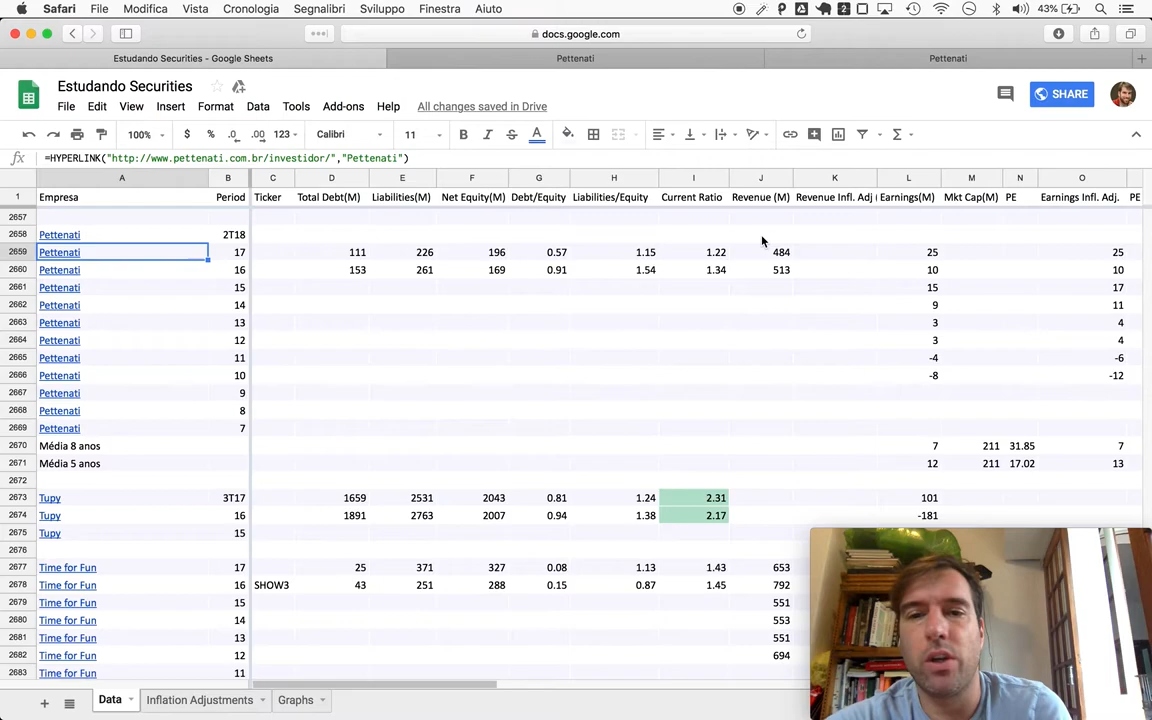 Safari File Modifica Vista Cronologia Segnalibri Sviluppo Finestra Aiuto 2 43%
docs.google.com
Estudando Securities - Google Sheets Pettenati Pettenati
Estudando Securities
File Edit View Insert Format Data Tools Add-ons Help All changes saved in Drive
SHARE
100% $ % .0 .00 123 Calibri 11 B I S A Σ
fx =HYPERLINK("http://www.pettenati.com.br/investidor/","Pettenati")
A B C D E F G H I J K L M N O
1 Empresa Period Ticker Total Debt(M) Liabilities(M) Net Equity(M) Debt/Equity Liabilities/Equity Current Ratio Revenue (M) Revenue Infl. Adj ( Earnings(M) Mkt Cap(M) PE Earnings Infl. Adj. PE
2657
2658 Pettenati 2T18
2659 Pettenati 17 111 226 196 0.57 1.15 1.22 484 25 25
2660 Pettenati 16 153 261 169 0.91 1.54 1.34 513 10 10
2661 Pettenati 15 15 17
2662 Pettenati 14 9 11
2663 Pettenati 13 3 4
2664 Pettenati 12 3 4
2665 Pettenati 11 -4 -6
2666 Pettenati 10 -8 -12
2667 Pettenati 9
2668 Pettenati 8
2669 Pettenati 7
2670 Média 8 anos 7 211 31.85 7
2671 Média 5 anos 12 211 17.02 13
2672
2673 Tupy 3T17 1659 2531 2043 0.81 1.24 2.31 101
2674 Tupy 16 1891 2763 2007 0.94 1.38 2.17 -181
2675 Tupy 15
2676
2677 Time for Fun 17 25 371 327 0.08 1.13 1.43 653
2678 Time for Fun 16 SHOW3 43 251 288 0.15 0.87 1.45 792
2679 Time for Fun 15 551
2680 Time for Fun 14 553
2681 Time for Fun 13 551
2682 Time for Fun 12 694
2683 Time for Fun 11
Data Inflation Adjustments Graphs